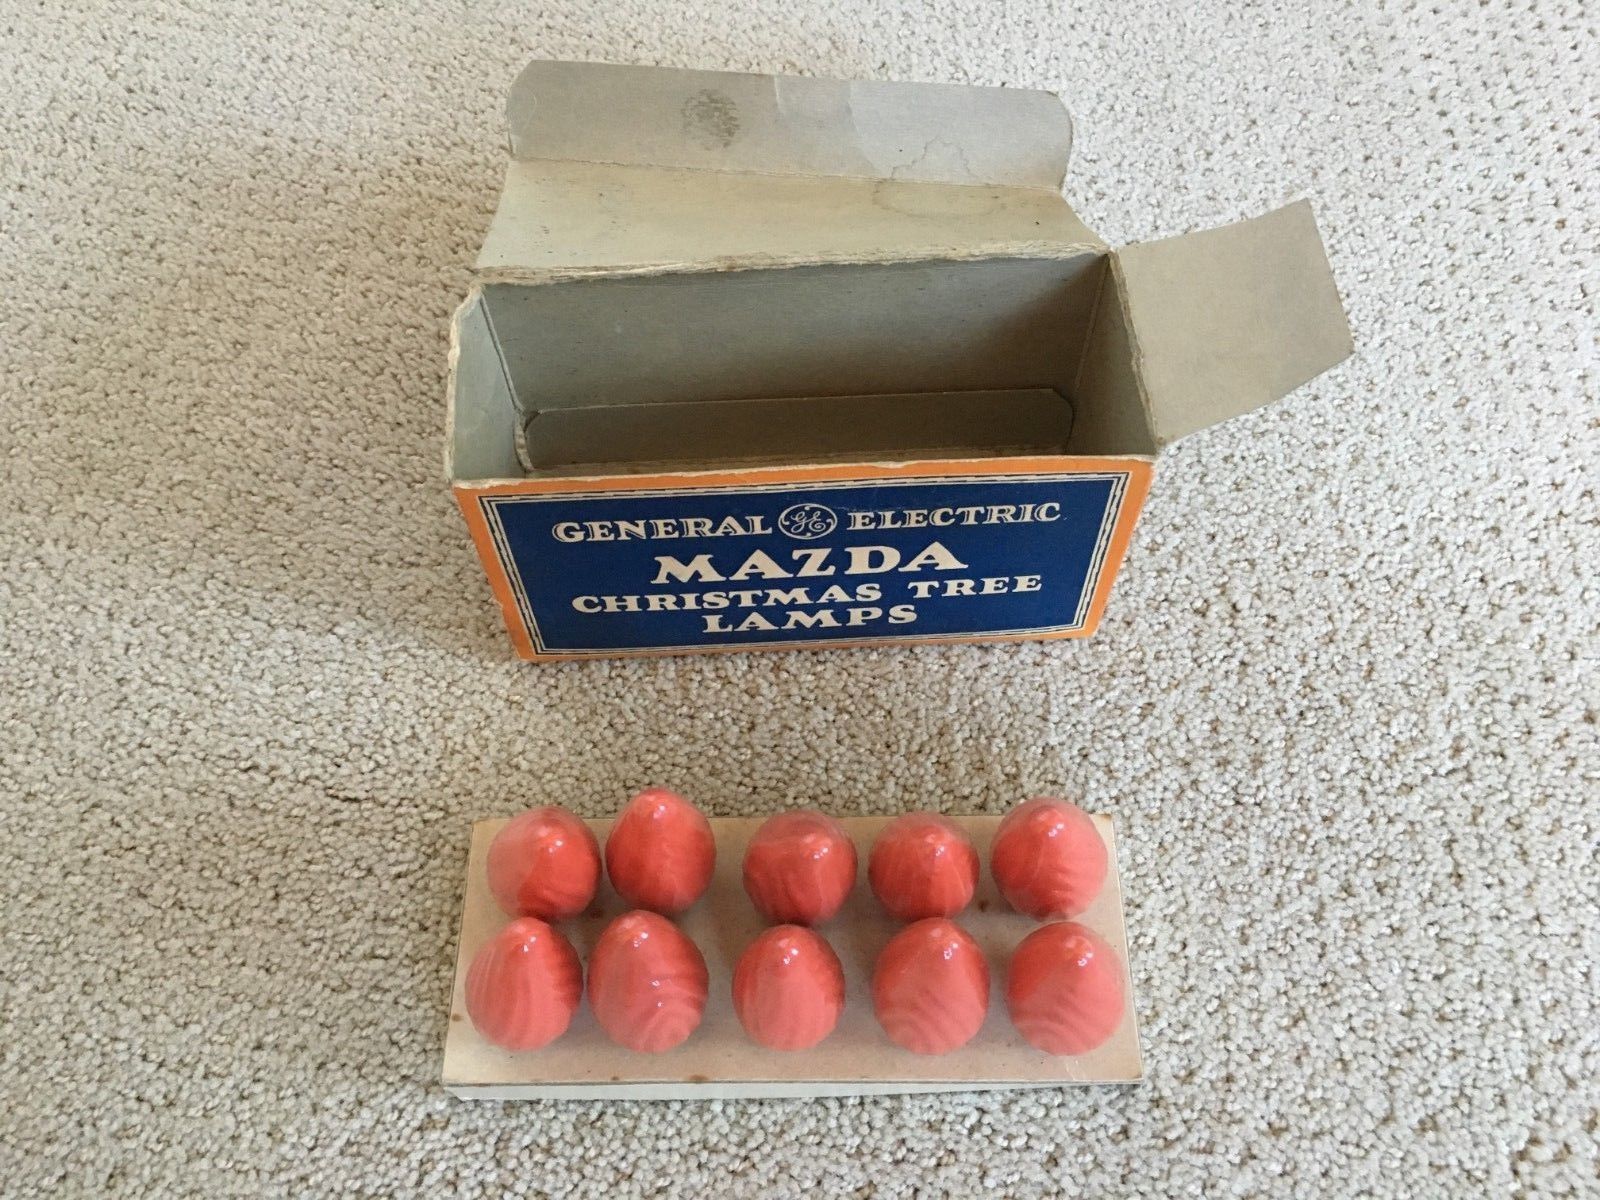 GENERAL GE ELECTRIC
MAZDA
CHRISTMAS TREE
LAMPS